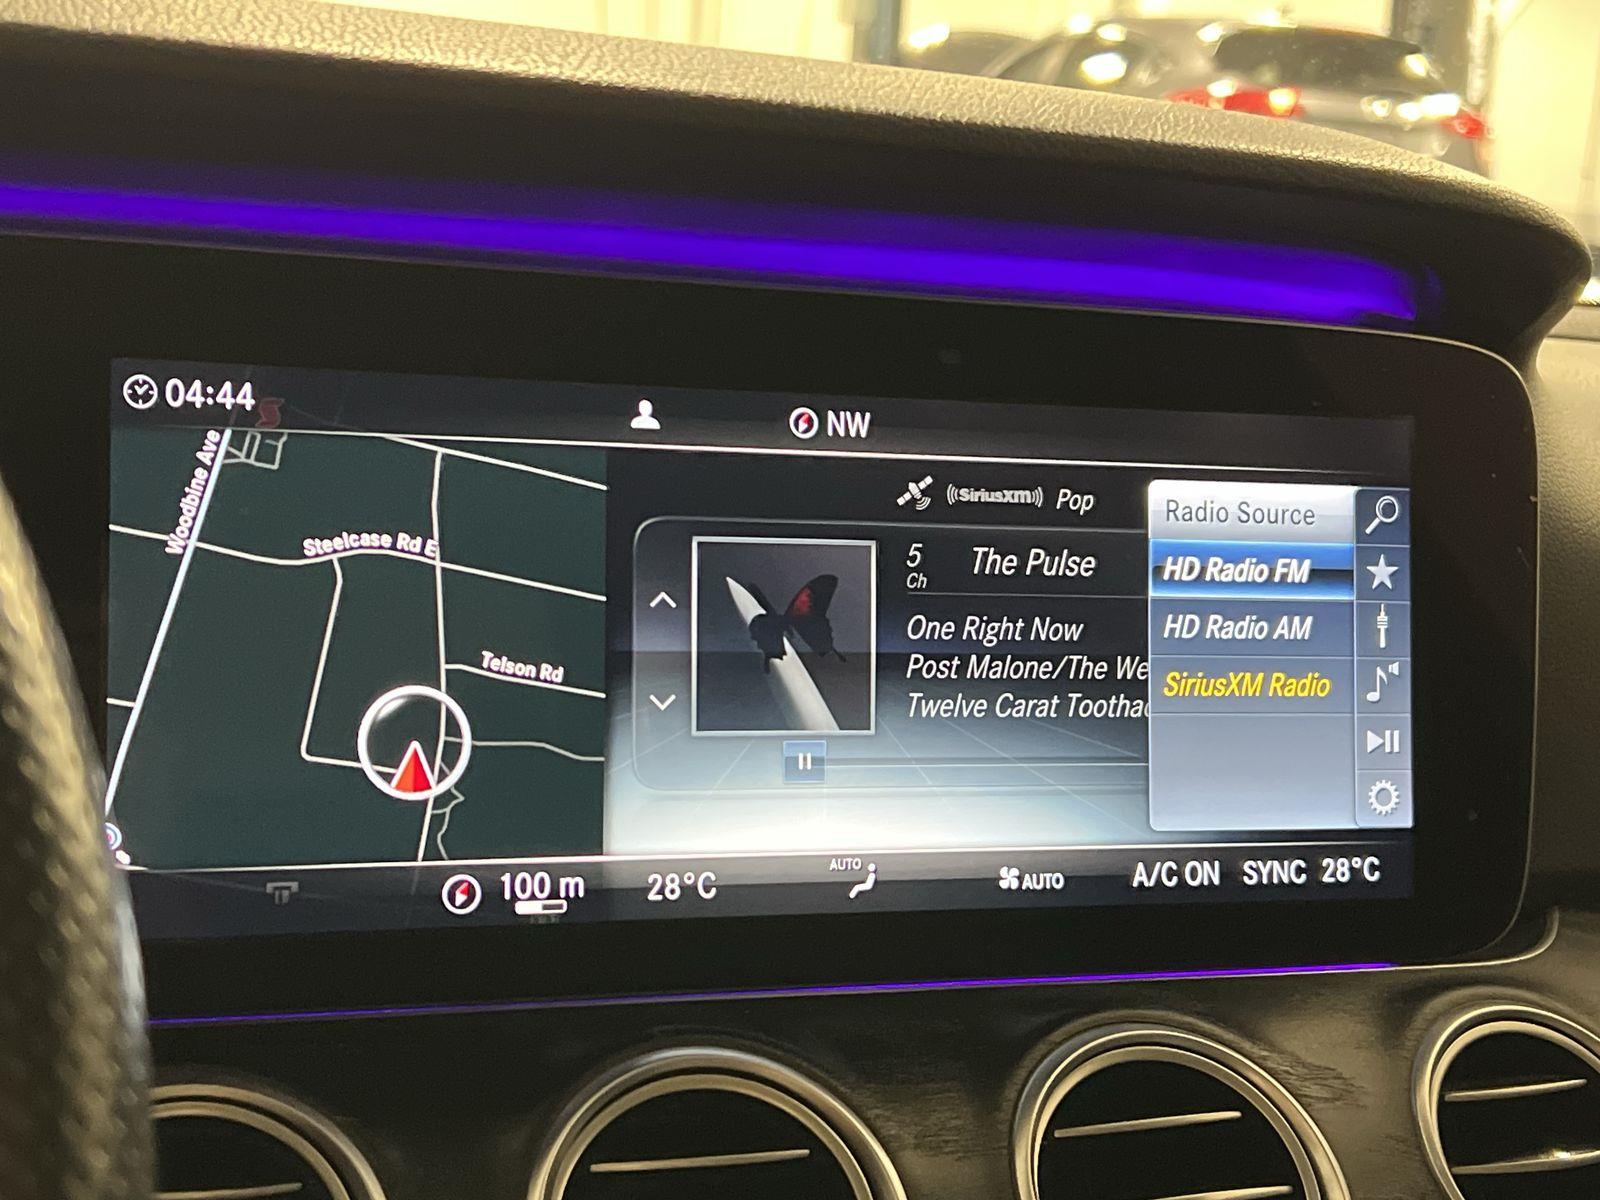 04:44
NW
Woodbine Ave
Steelcase Rd E
Telson Rd
((SiriusXM)) Pop
5
Ch
The Pulse
One Right Now
Post Malone/The We
Twelve Carat Tootha
Radio Source
HD Radio FM
HD Radio AM
SiriusXM Radio
100 m
28°C
AUTO
AUTO
A/C ON
SYNC
28°C